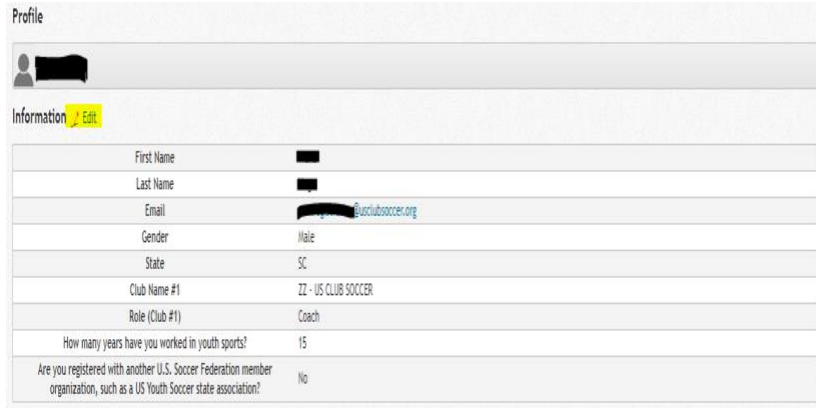 Profile
Information Edit
First Name
Last Name
Email @usclubsoccer.org
Gender Male
State SC
Club Name #1 ZZ - US CLUB SOCCER
Role (Club #1) Coach
How many years have you worked in youth sports? 15
Are you registered with another U.S. Soccer Federation member
organization, such as a US Youth Soccer state association? No